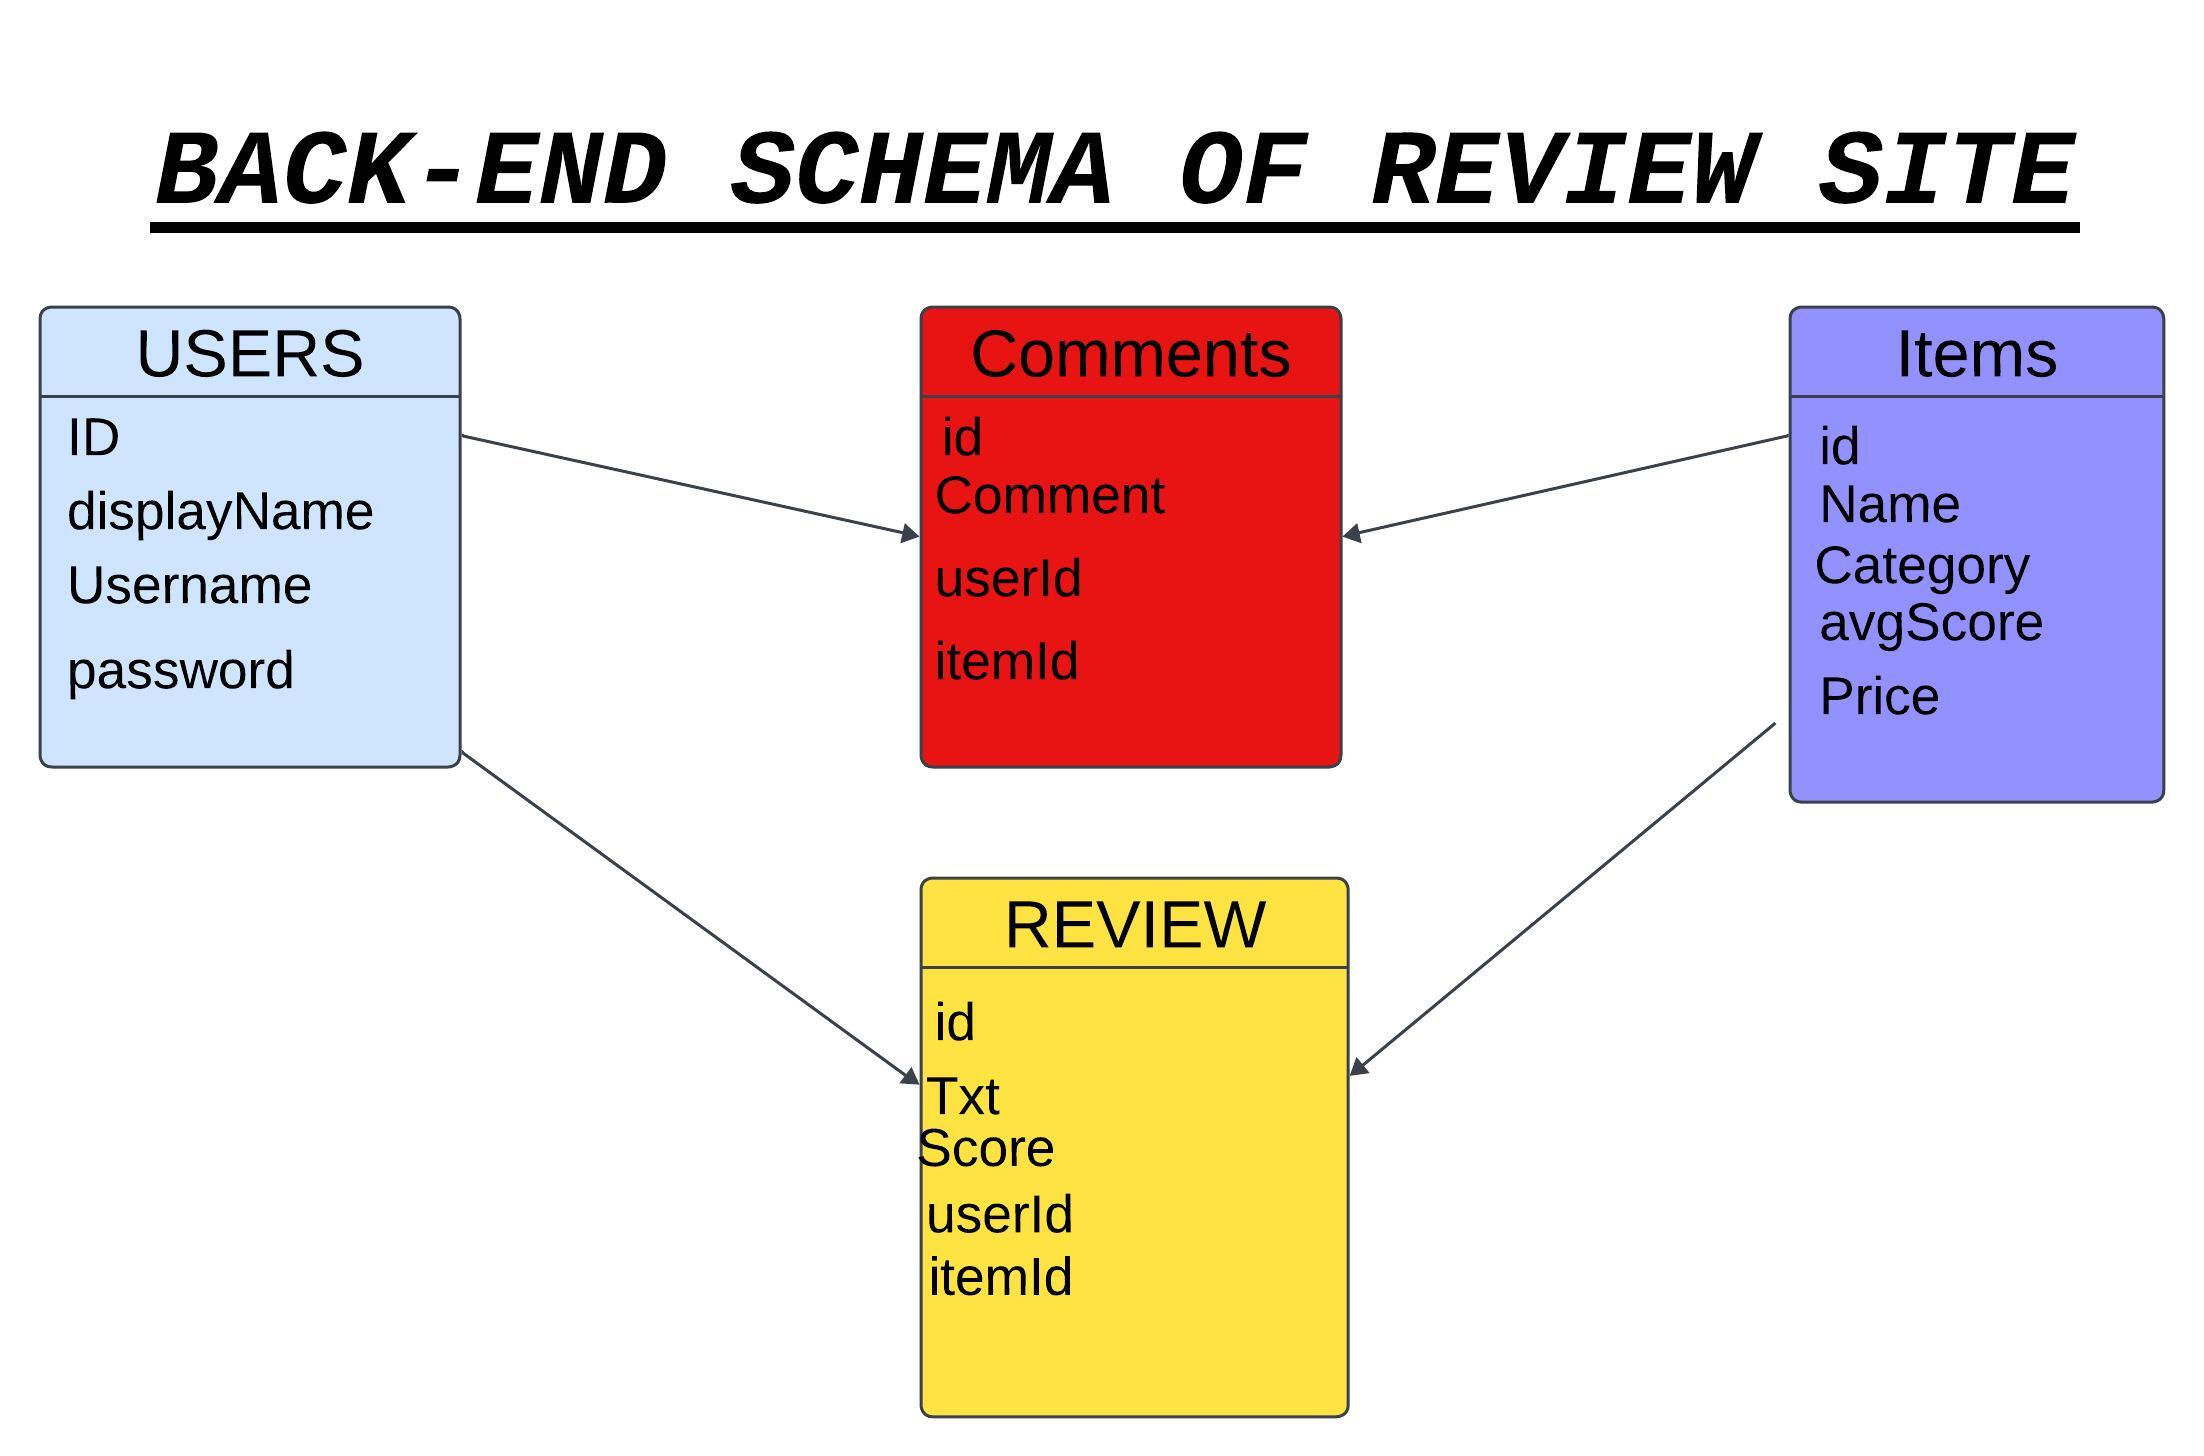 BACK-END SCHEMA OF REVIEW SITE
USERS
ID
displayName
Username
password
Comments
id
Comment
userId
itemId
Items
id
Name
Category
avgScore
Price
REVIEW
id
Txt
Score
userId
itemId